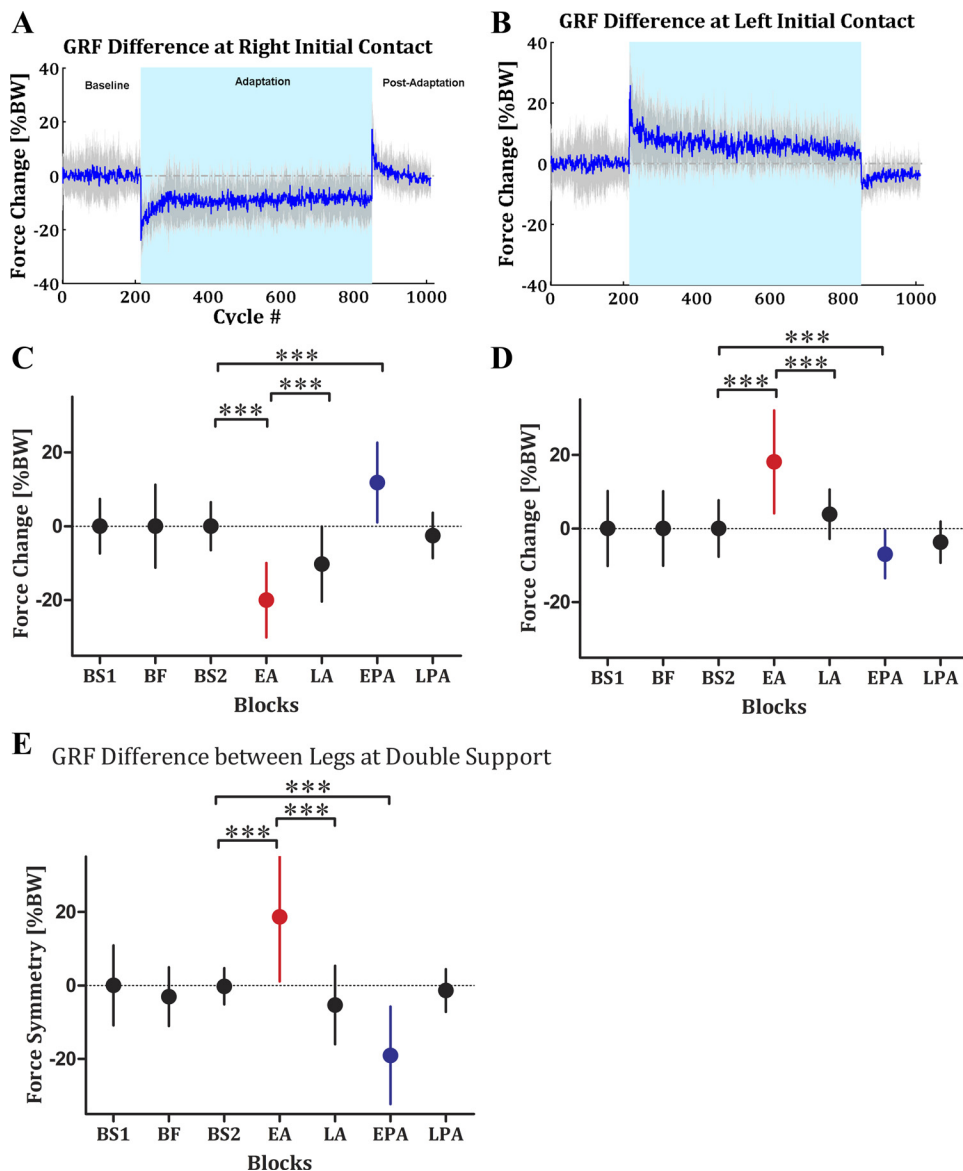 A
GRF Difference at Right Initial Contact
Force Change [%BW]
40
20
0
-20
-40
Baseline
Adaptation
Post-Adaptation
0
200
400
600
800
1000
Cycle #
B
GRF Difference at Left Initial Contact
Force Change [%BW]
40
20
0
-20
-40
0
200
400
600
800
1000
C
***
***
***
Force Change [%BW]
20
0
-20
BS1 BF BS2 EA LA EPA LPA
Blocks
D
***
***
***
Force Change [%BW]
20
0
-20
BS1 BF BS2 EA LA EPA LPA
Blocks
E
GRF Difference between Legs at Double Support
***
***
***
Force Symmetry [%BW]
20
0
-20
BS1 BF BS2 EA LA EPA LPA
Blocks